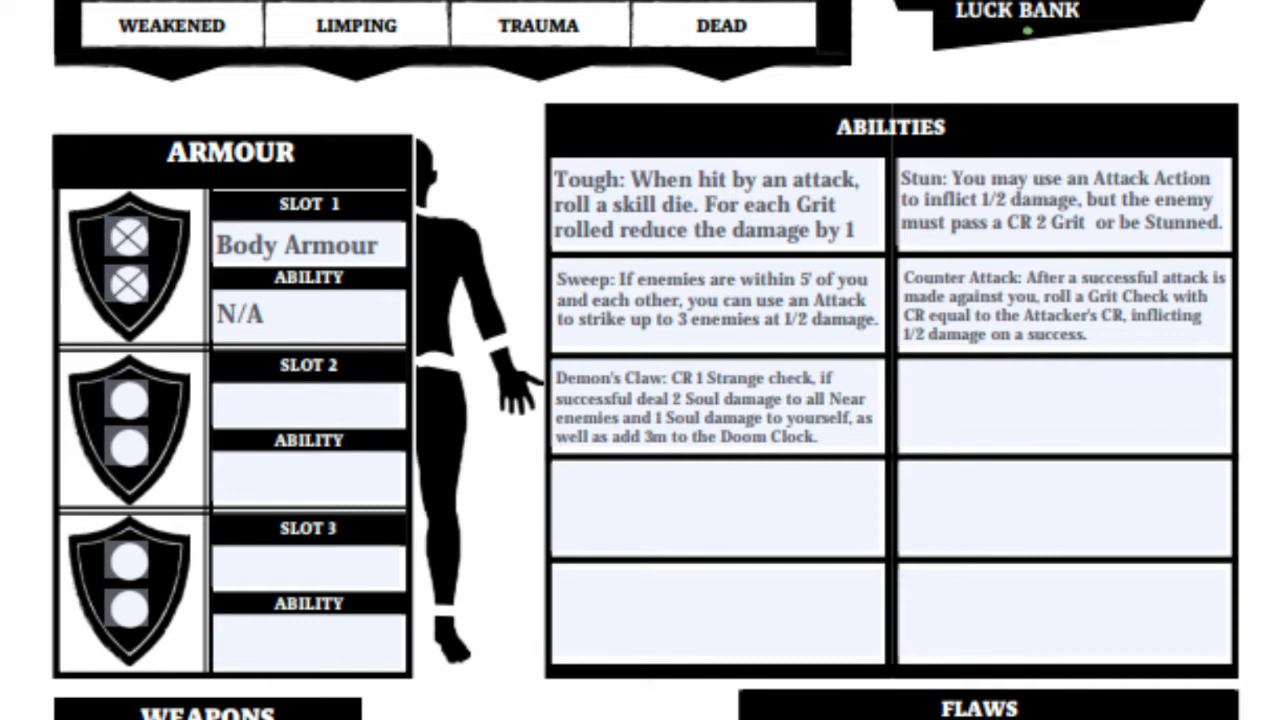 WEAKENED LIMPING TRAUMA DEAD
LUCK BANK
ARMOUR
SLOT 1
Body Armour
ABILITY
N/A
SLOT 2
ABILITY
SLOT 3
ABILITY
ABILITIES
Tough: When hit by an attack,
roll a skill die. For each Grit
rolled reduce the damage by 1
Stun: You may use an Attack Action
to inflict 1/2 damage, but the enemy
must pass a CR 2 Grit or be Stunned.
Sweep: If enemies are within 5' of you
and each other, you can use an Attack
to strike up to 3 enemies at 1/2 damage.
Counter Attack: After a successful attack is
made against you, roll a Grit Check with
CR equal to the Attacker's CR, inflicting
1/2 damage on a success.
Demon's Claw: CR 1 Strange check, if
successful deal 2 Soul damage to all Near
enemies and 1 Soul damage to yourself, as
well as add 3m to the Doom Clock.
WEAPONS
FLAWS